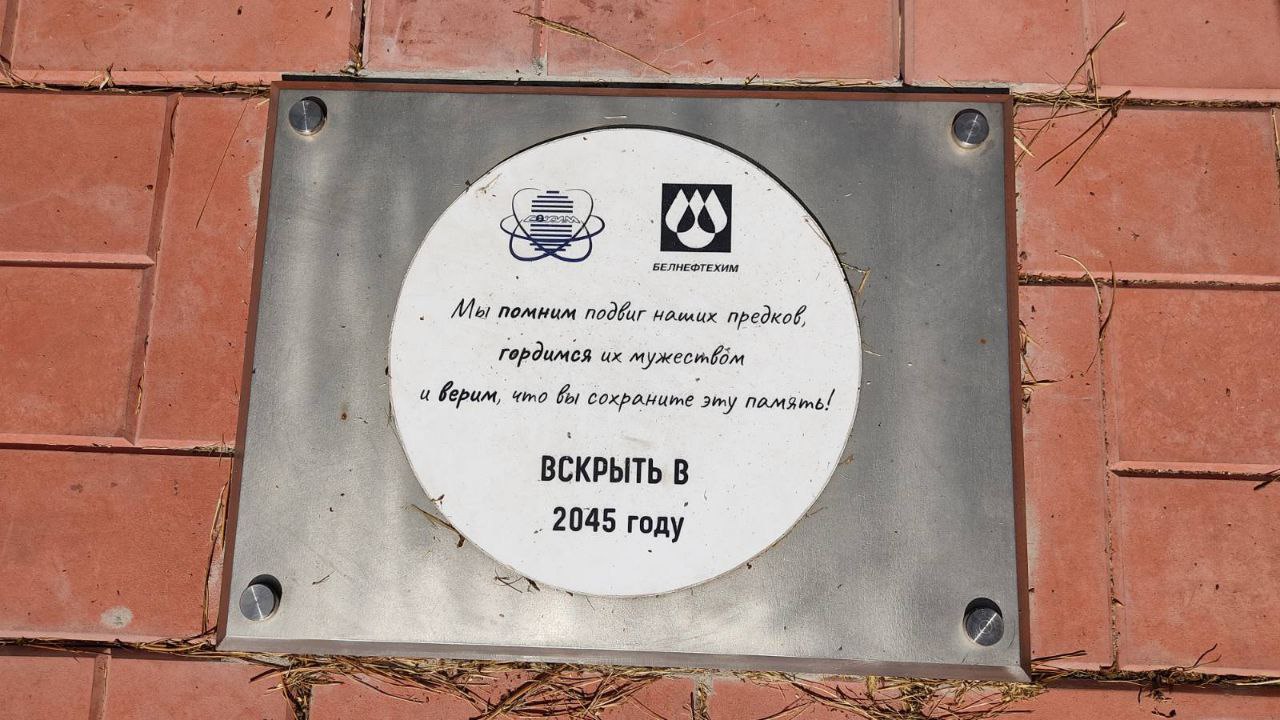 БЕЛНЕФТЕХИМ
Мы помним подвиг наших предков,
гордимся их мужеством
и верим, что вы сохраните эту память!
ВСКРЫТЬ В
2045 году